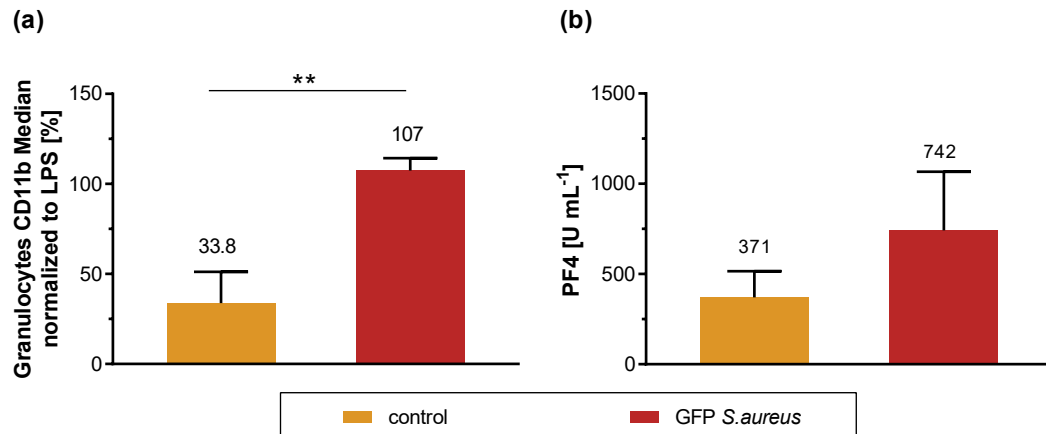 (a)
Granulocytes CD11b Median
normalized to LPS [%]
150
100
50
0
**
33.8
107
(b)
PF4 [U mL-1]
1500
1000
500
0
371
742
control
GFP S.aureus